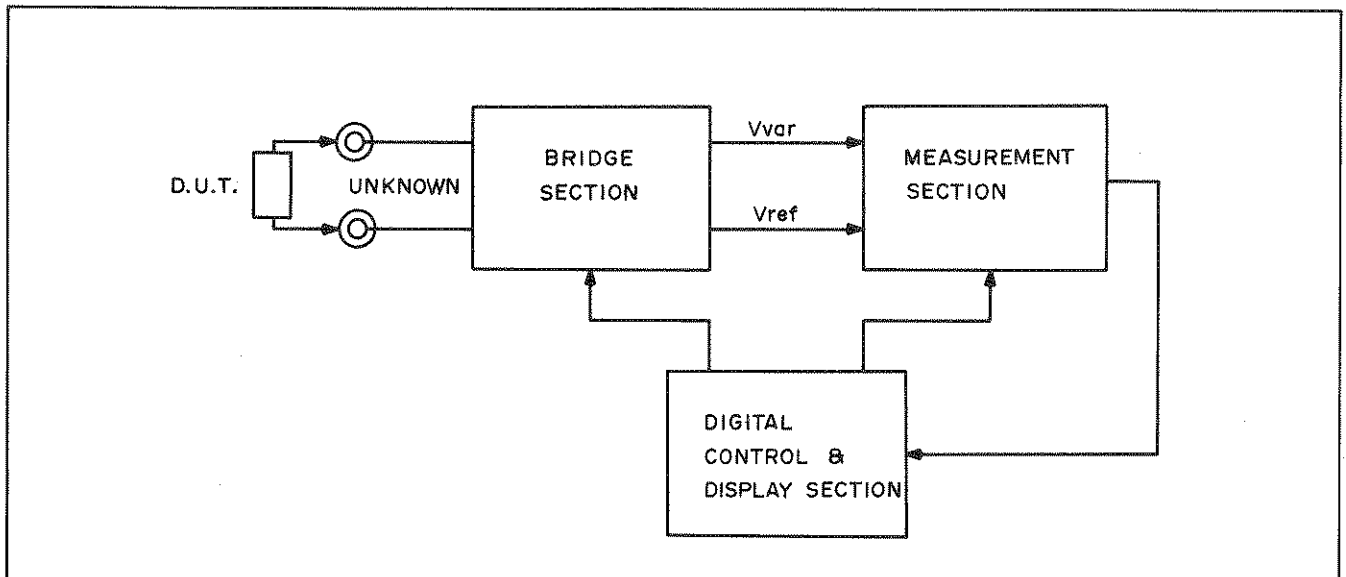 D.U.T.
UNKNOWN
BRIDGE
SECTION
Vvar
Vref
MEASUREMENT
SECTION
DIGITAL
CONTROL &
DISPLAY SECTION